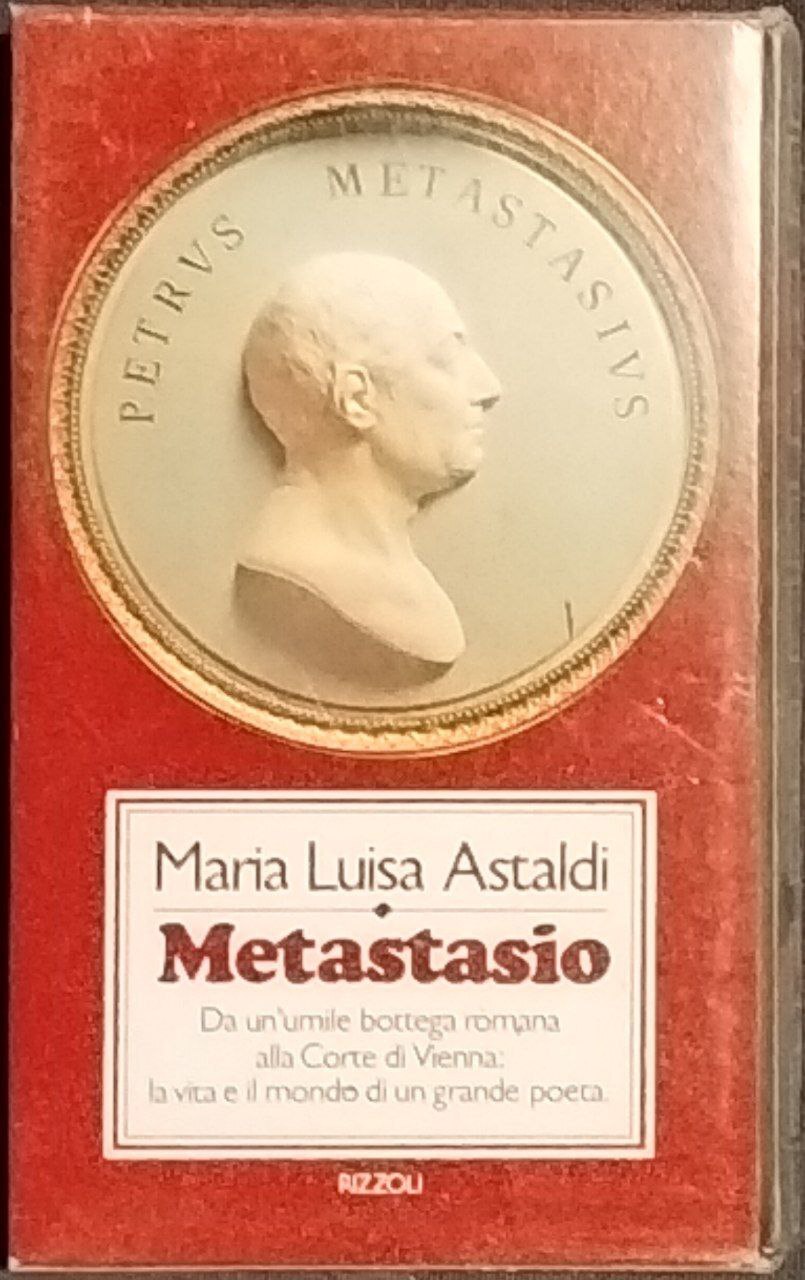 PETRVS METASTASIVS
Maria Luisa Astaldi
Metastasio
Da un'umile bottega romana
alla Corte di Vienna:
la vita e il mondo di un grande poeta.
RIZZOLI